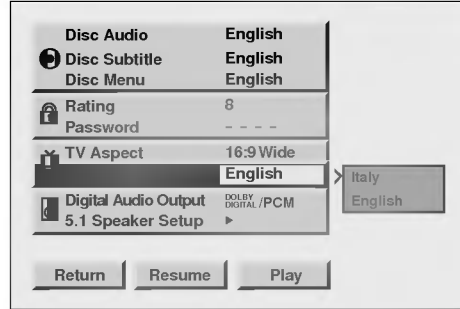 Disc Audio English
Disc Subtitle English
Disc Menu English
Rating 8
Password - - - -
TV Aspect 16:9 Wide
English
Italy
English
Digital Audio Output DOLBY DIGITAL /PCM
5.1 Speaker Setup
Return Resume Play